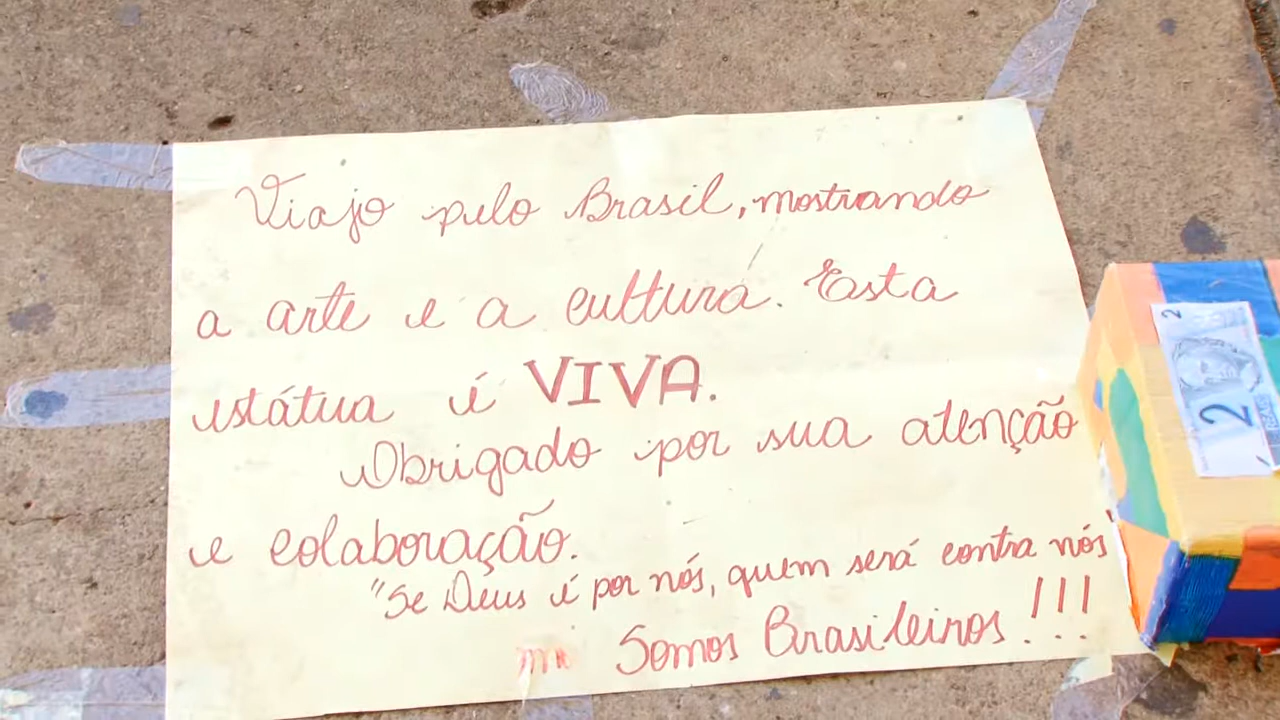 Viajo pelo Brasil, mostrando
a arte e a cultura. Esta
estátua é VIVA.
Obrigado por sua atenção
e colaboração.
"Se Deus é por nós, quem será contra nós"
Somos Brasileiros!!!
2
2